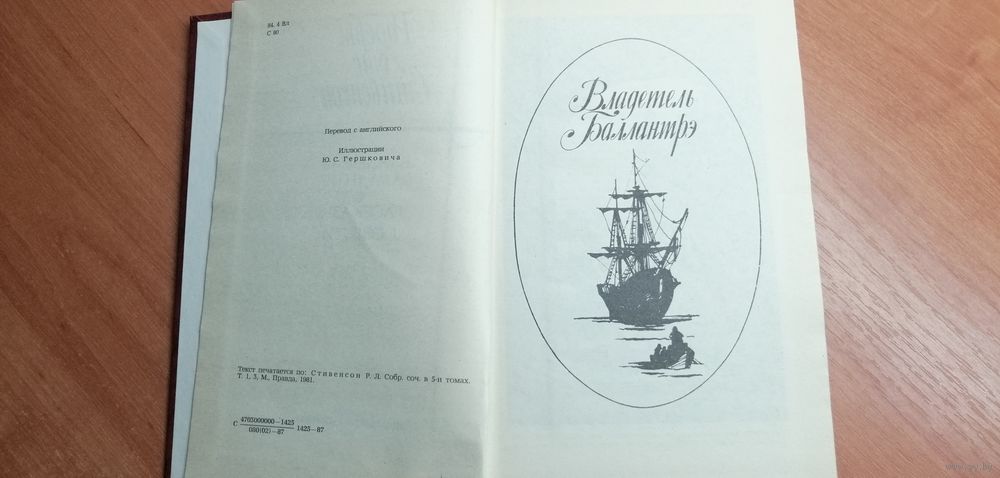 84. 4 Вл
С 80
Перевод с английского
Иллюстрации
Ю. С. Гершковича
Текст печатается по: Стивенсон Р. Л. Собр. соч. в 5-и томах.
Т. 1, 3, М., Правда, 1981.
С 4703000000—1425
080(02)—87
1425—87
Владетель
Баллантрэ